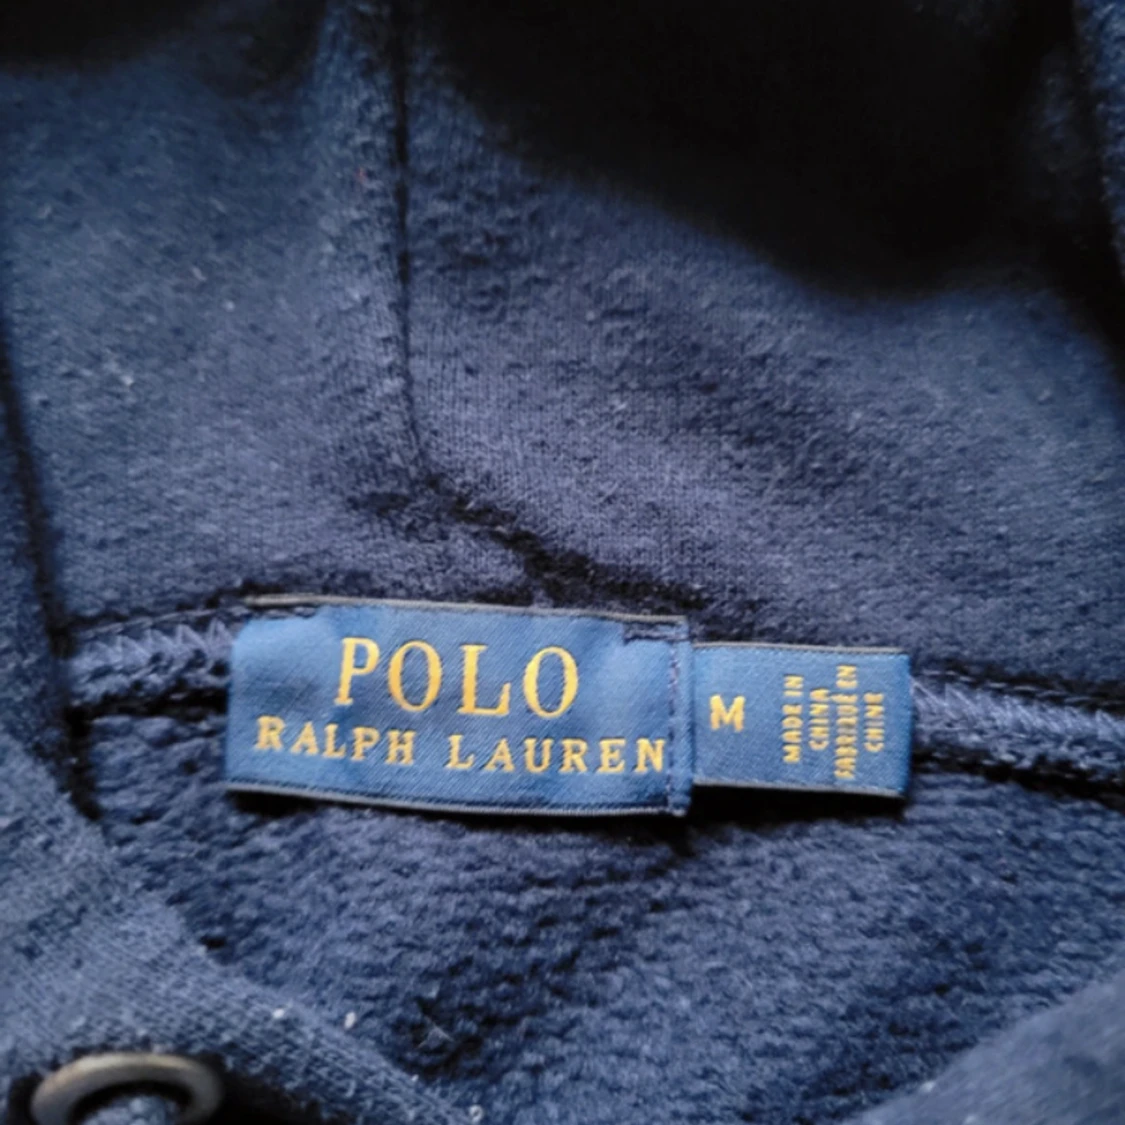 POLO
RALPH LAUREN
M
MADE IN
CHINA
FABRIQUÉ EN
CHINE